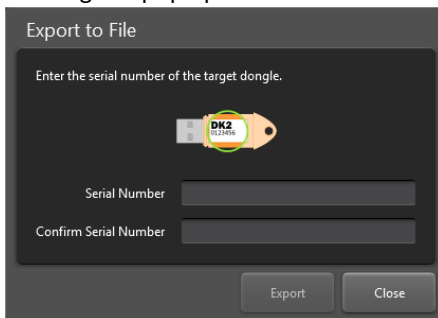 Export to File
Enter the serial number of the target dongle.
DK2
0123456
Serial Number
Confirm Serial Number
Export
Close